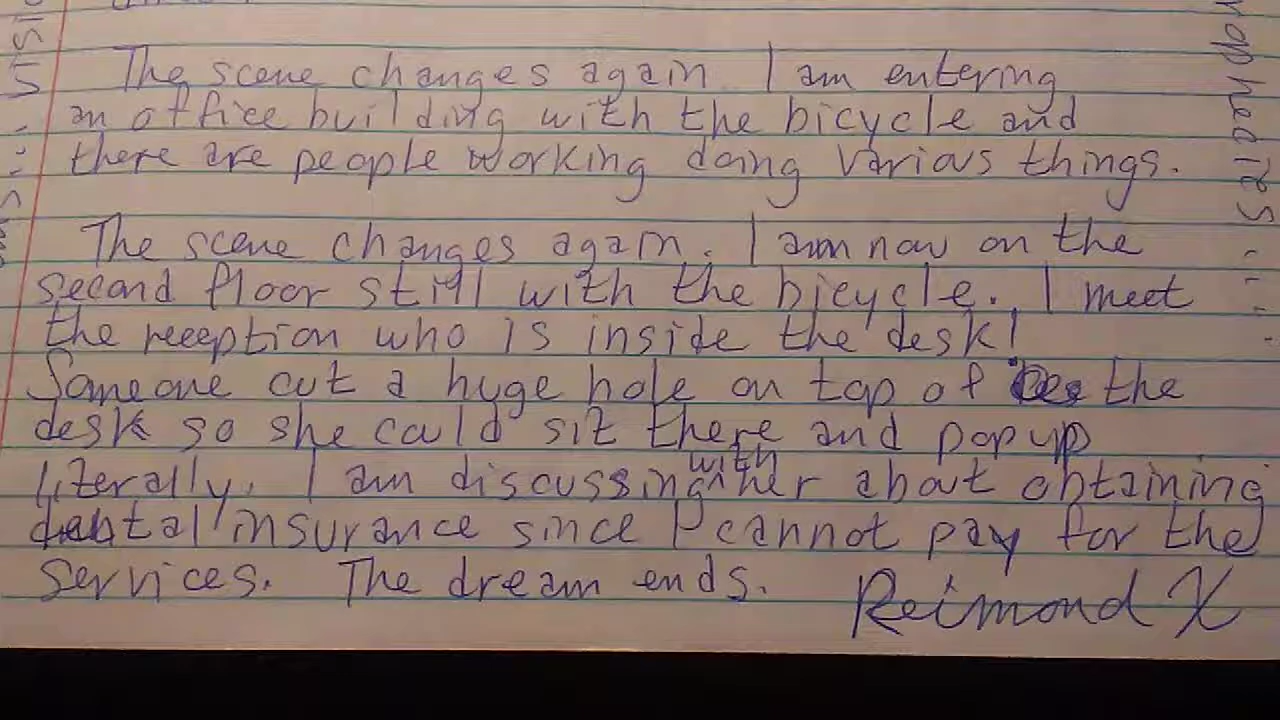 The scene changes again. I am entering
an office building with the bicycle and
there are people working doing various things.
The scene changes again. I am now on the
second floor still with the bicycle. I meet
the reception who is inside the desk!
Someone cut a huge hole on top of the
desk so she could sit there and pop up
literally. I am discussing with her about obtaining
dental insurance since I cannot pay for the
services. The dream ends.
Reimond X